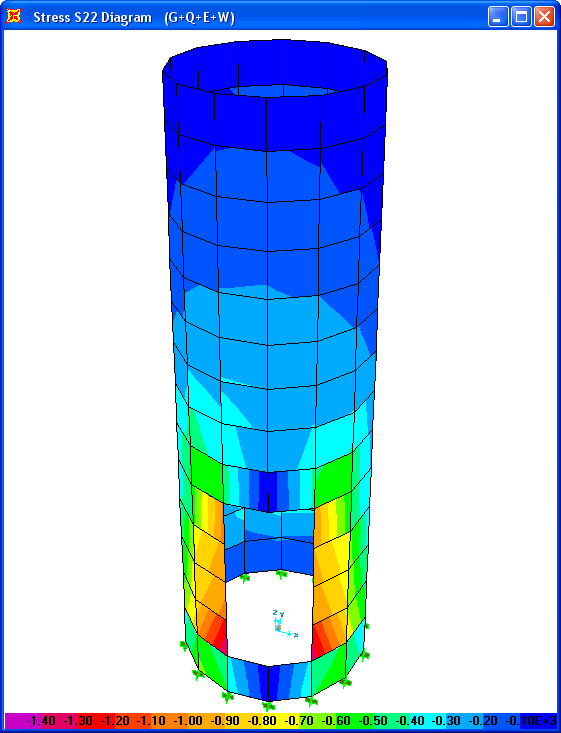 Stress S22 Diagram (G+Q+E+W)
Z Y
X
-1.40 -1.30 -1.20 -1.10 -1.00 -0.90 -0.80 -0.70 -0.60 -0.50 -0.40 -0.30 -0.20 -0.10E+3